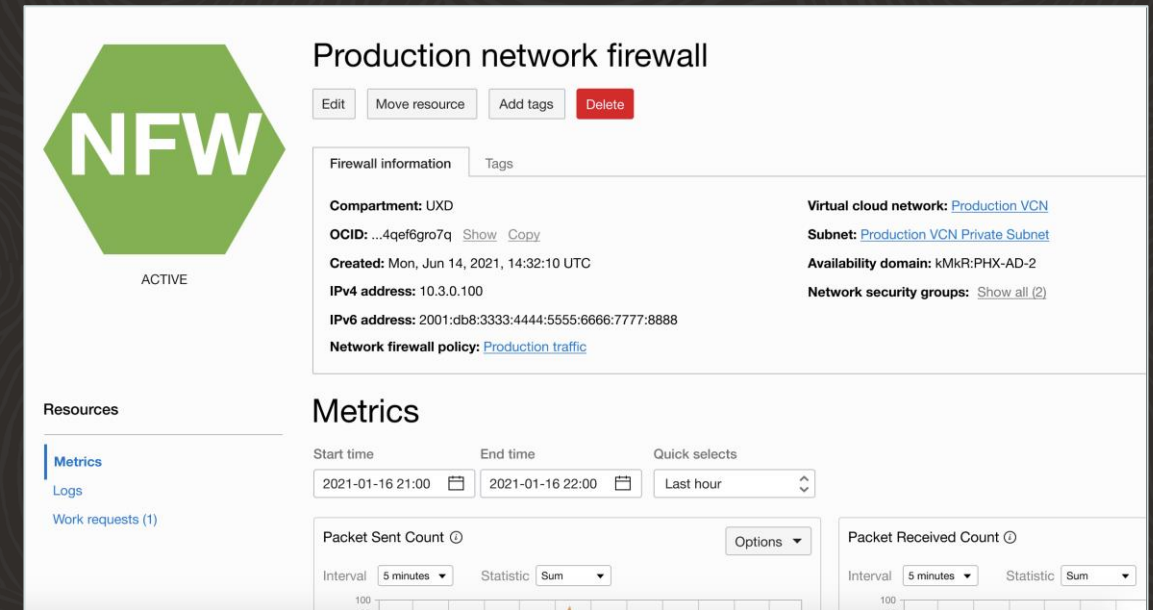 NFW
ACTIVE
Production network firewall
Edit Move resource Add tags Delete
Firewall information Tags
Compartment: UXD
OCID: ...4qef6gro7q Show Copy
Created: Mon, Jun 14, 2021, 14:32:10 UTC
IPv4 address: 10.3.0.100
IPv6 address: 2001:db8:3333:4444:5555:6666:7777:8888
Network firewall policy: Production traffic
Virtual cloud network: Production VCN
Subnet: Production VCN Private Subnet
Availability domain: kMkR:PHX-AD-2
Network security groups: Show all (2)
Resources
Metrics
Logs
Work requests (1)
Metrics
Start time End time Quick selects
2021-01-16 21:00 2021-01-16 22:00 Last hour
Packet Sent Count Options
Interval 5 minutes Statistic Sum
100
Packet Received Count
Interval 5 minutes Statistic Sum
100